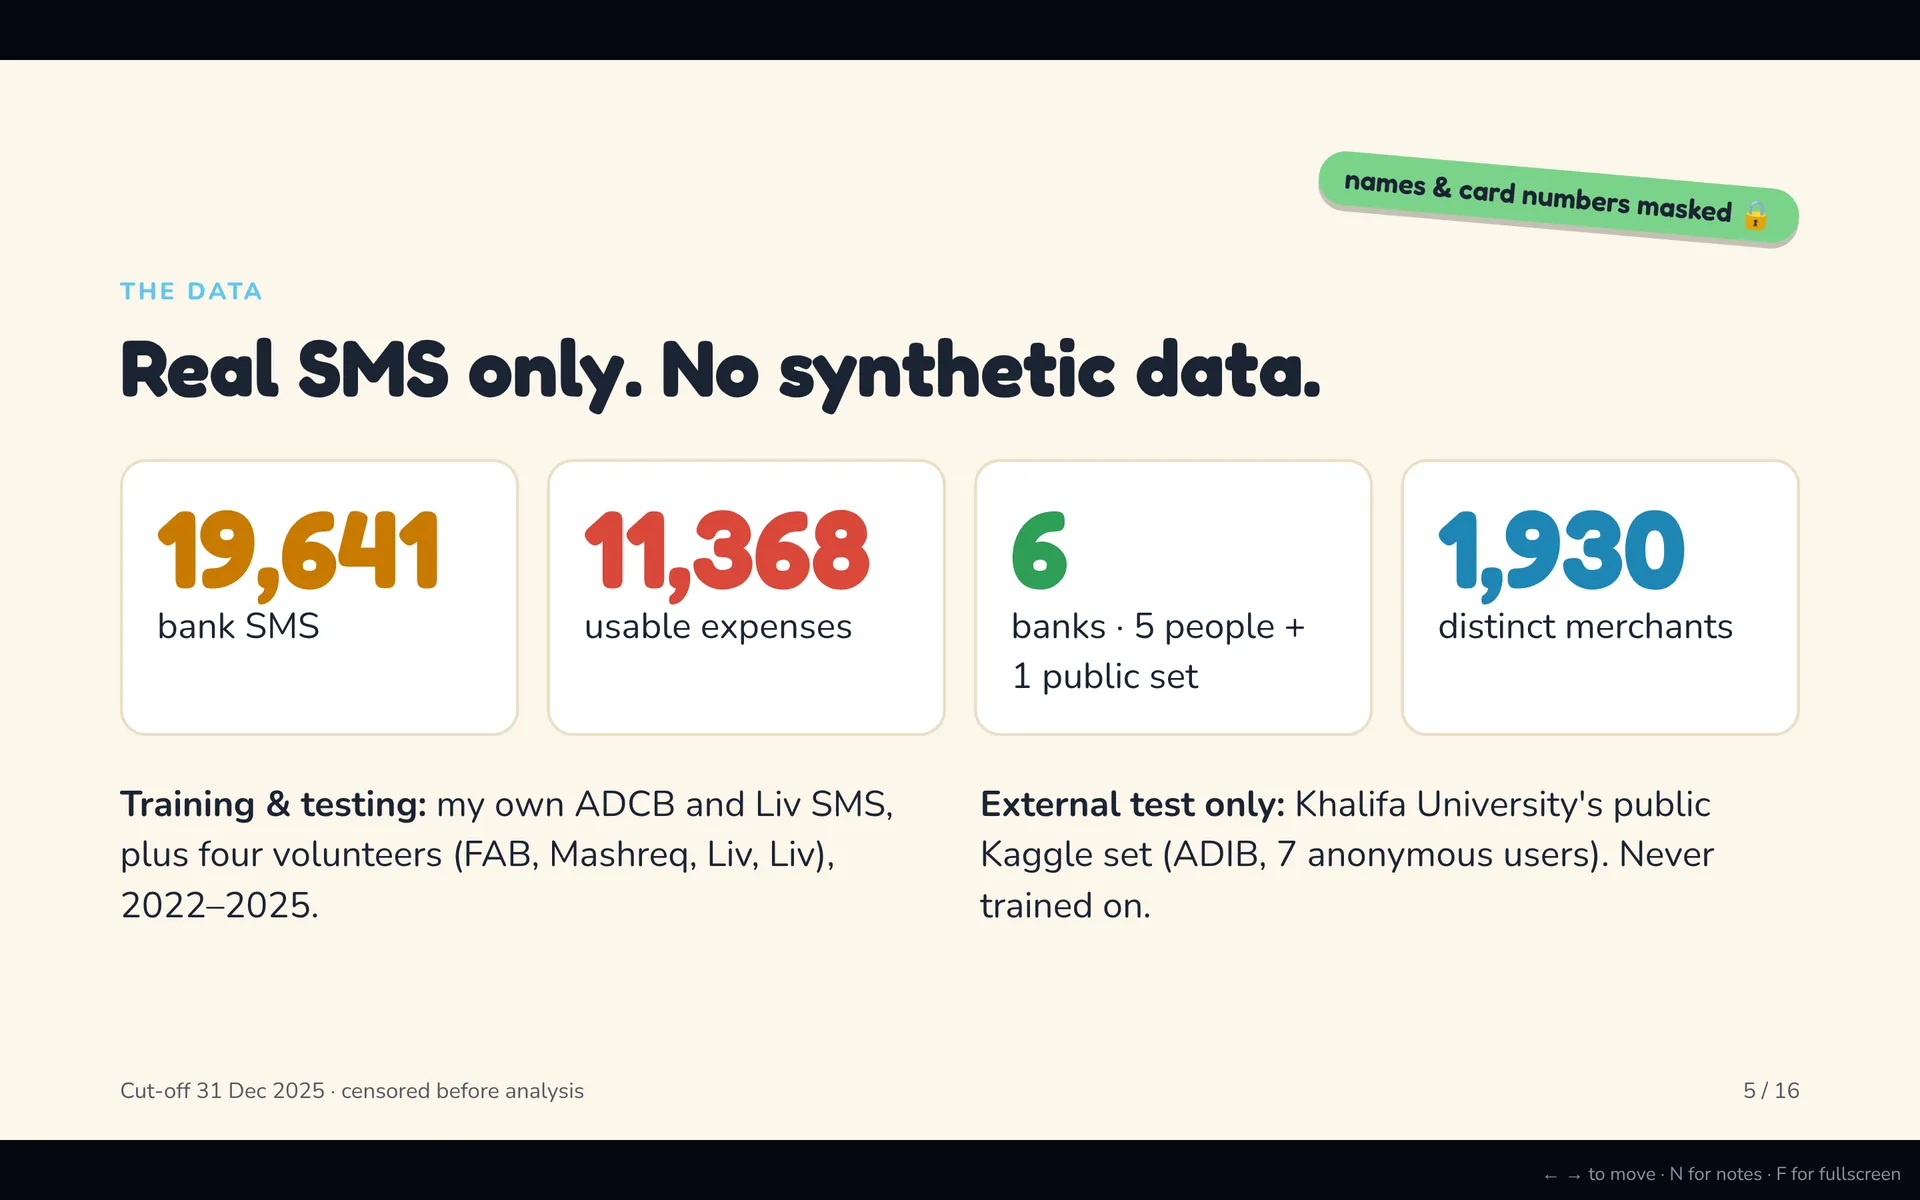 names & card numbers masked 🔒
THE DATA
Real SMS only. No synthetic data.
19,641
bank SMS
11,368
usable expenses
6
banks · 5 people +
1 public set
1,930
distinct merchants
Training & testing: my own ADCB and Liv SMS,
plus four volunteers (FAB, Mashreq, Liv, Liv),
2022–2025.
External test only: Khalifa University's public
Kaggle set (ADIB, 7 anonymous users). Never
trained on.
Cut-off 31 Dec 2025 · censored before analysis
5 / 16
← → to move · N for notes · F for fullscreen